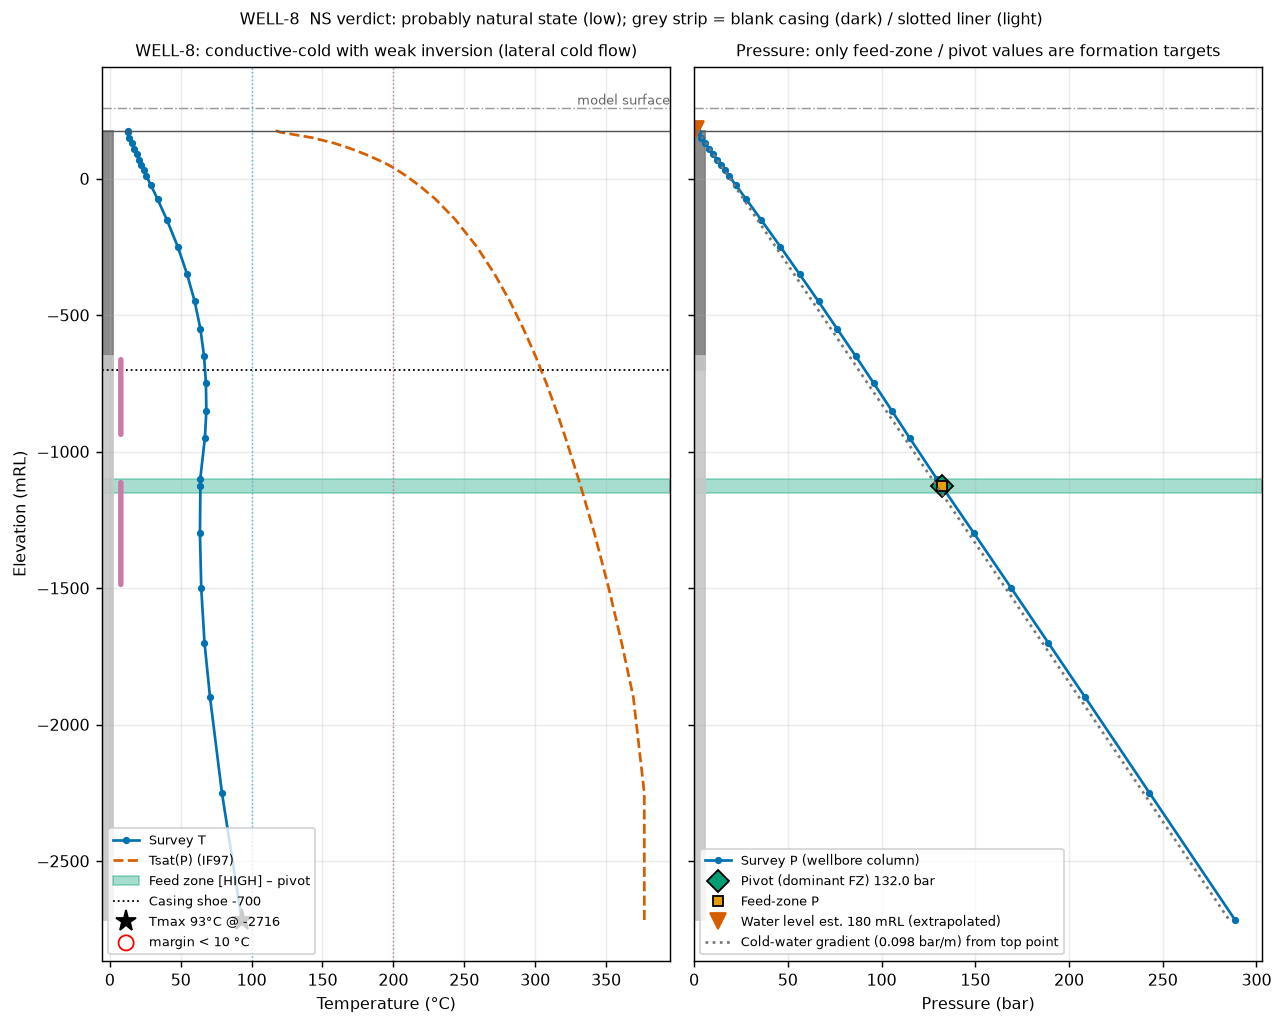 WELL-8  NS verdict: probably natural state (low); grey strip = blank casing (dark) / slotted liner (light)
WELL-8: conductive-cold with weak inversion (lateral cold flow)
Pressure: only feed-zone / pivot values are formation targets
model surface
0
−500
−1000
−1500
−2000
−2500
Elevation (mRL)
Survey T
Tsat(P) (IF97)
Feed zone [HIGH] – pivot
Casing shoe -700
Tmax 93°C @ -2716
margin < 10 °C
0 50 100 150 200 250 300 350
Temperature (°C)
Survey P (wellbore column)
Pivot (dominant FZ) 132.0 bar
Feed-zone P
Water level est. 180 mRL (extrapolated)
Cold-water gradient (0.098 bar/m) from top point
0 50 100 150 200 250 300
Pressure (bar)